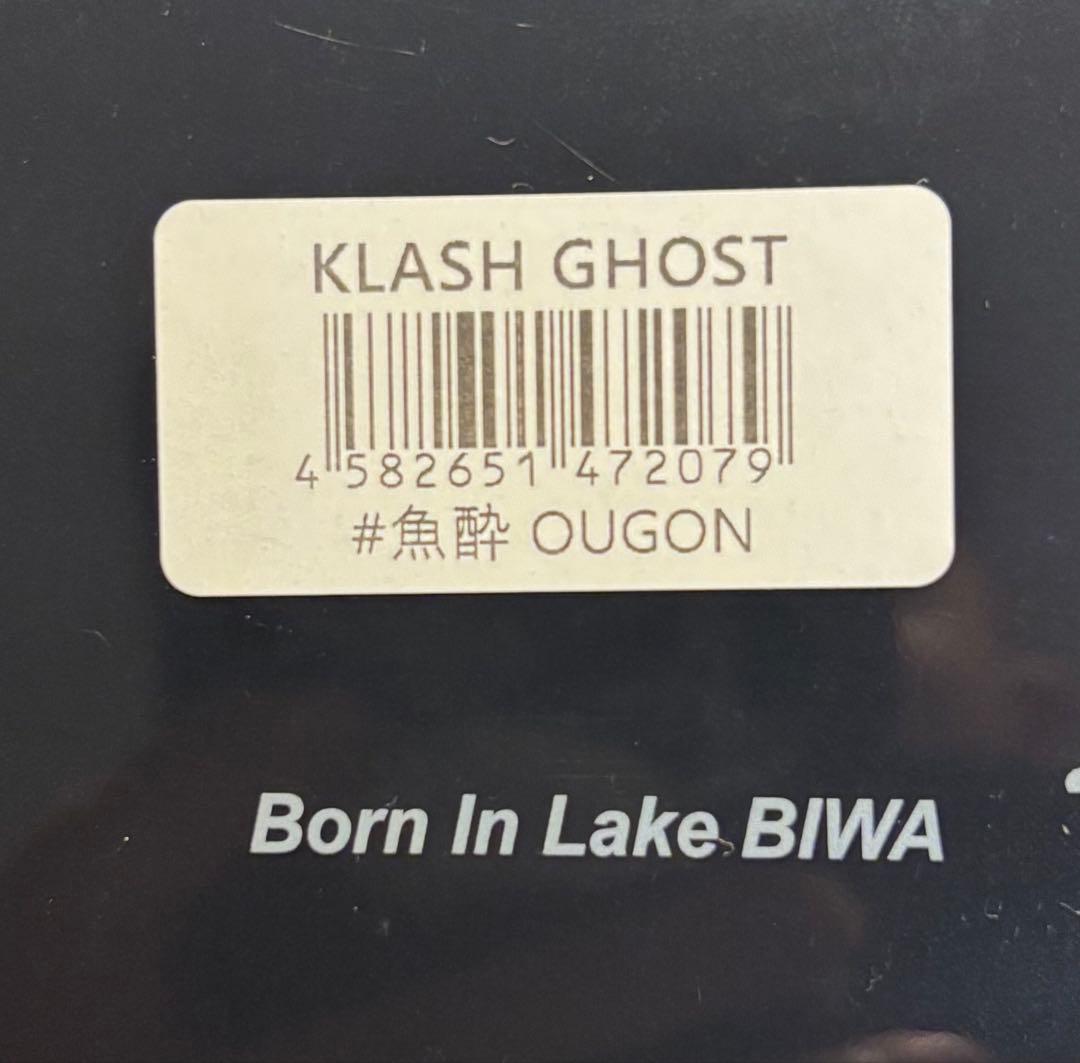 KLASH GHOST
4 582651 472079
#魚酔 OUGON
Born In Lake BIWA